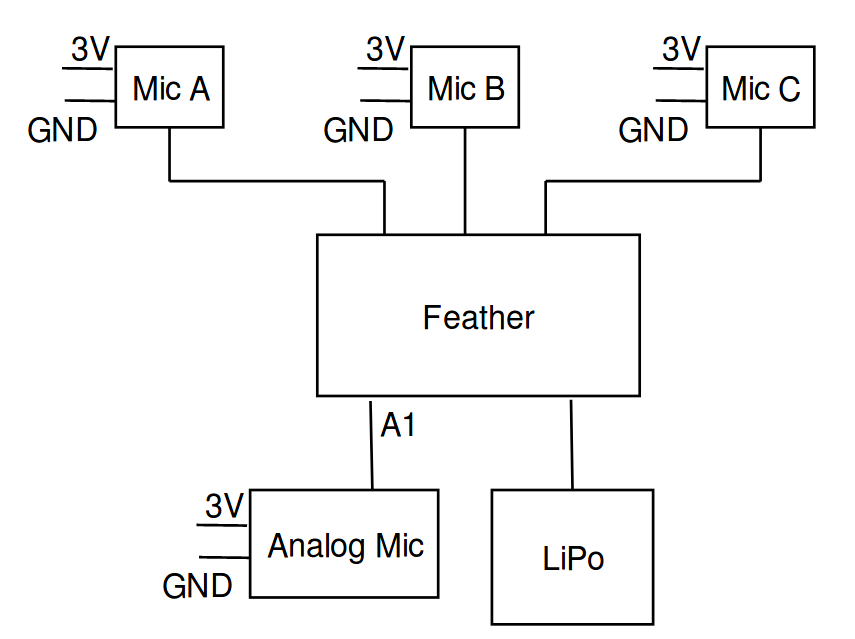 3V
Mic A
GND
3V
Mic B
GND
3V
Mic C
GND
Feather
A1
3V
Analog Mic
GND
LiPo